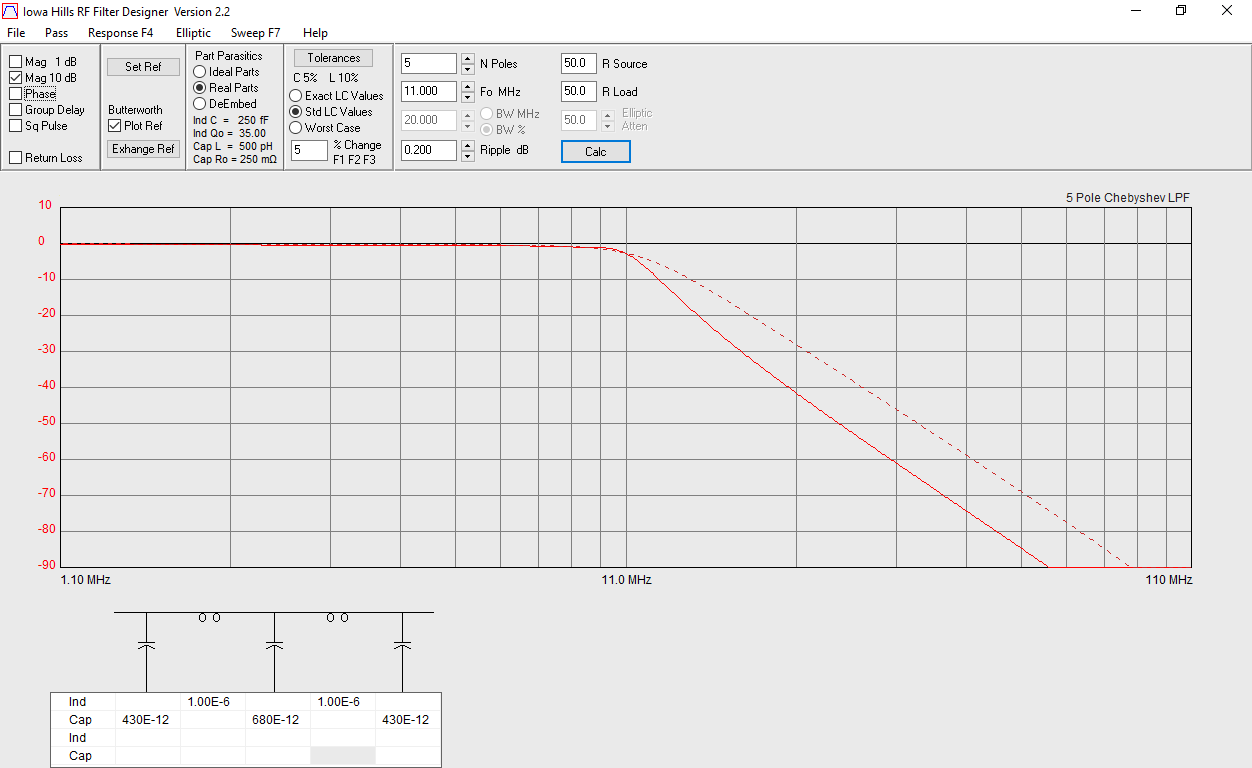 Iowa Hills RF Filter Designer  Version 2.2
File Pass Response F4 Elliptic Sweep F7 Help
Mag 1 dB
Mag 10 dB
Phase
Group Delay
Sq Pulse
Return Loss
Set Ref
Butterworth
Plot Ref
Exhange Ref
Part Parasitics
Ideal Parts
Real Parts
DeEmbed
Ind C = 250 fF
Ind Qo = 35.00
Cap L = 500 pH
Cap Ro = 250 mΩ
Tolerances
C 5% L 10%
Exact LC Values
Std LC Values
Worst Case
5 % Change
F1 F2 F3
5 N Poles
11.000 Fo MHz
20.000 BW MHz
BW %
0.200 Ripple dB
50.0 R Source
50.0 R Load
50.0 Elliptic
Atten
Calc
5 Pole Chebyshev LPF
10
0
-10
-20
-30
-40
-50
-60
-70
-80
-90
1.10 MHz 11.0 MHz 110 MHz
Ind 1.00E-6 1.00E-6
Cap 430E-12 680E-12 430E-12
Ind
Cap